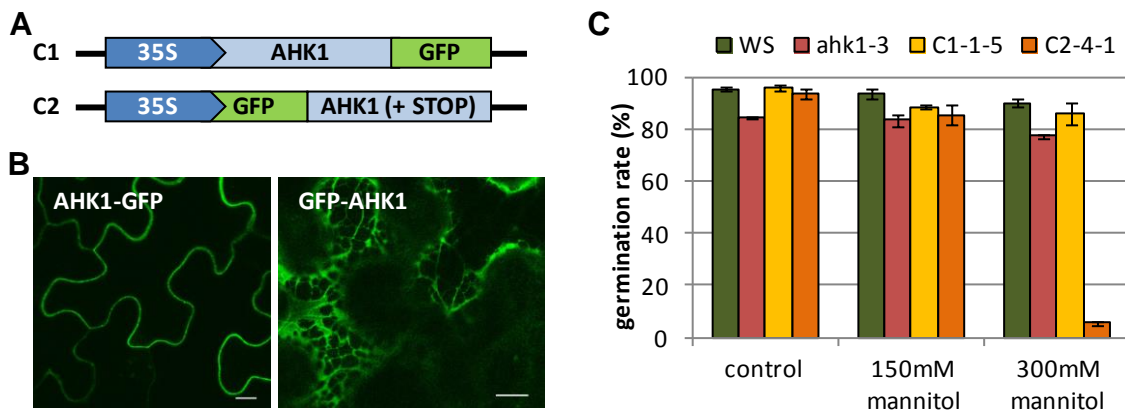 A
C1 35S AHK1 GFP
C2 35S GFP AHK1 (+ STOP)
B
AHK1-GFP GFP-AHK1
C
WS ahk1-3 C1-1-5 C2-4-1
germination rate (%)
100
80
60
40
20
0
control 150mM 300mM
mannitol mannitol